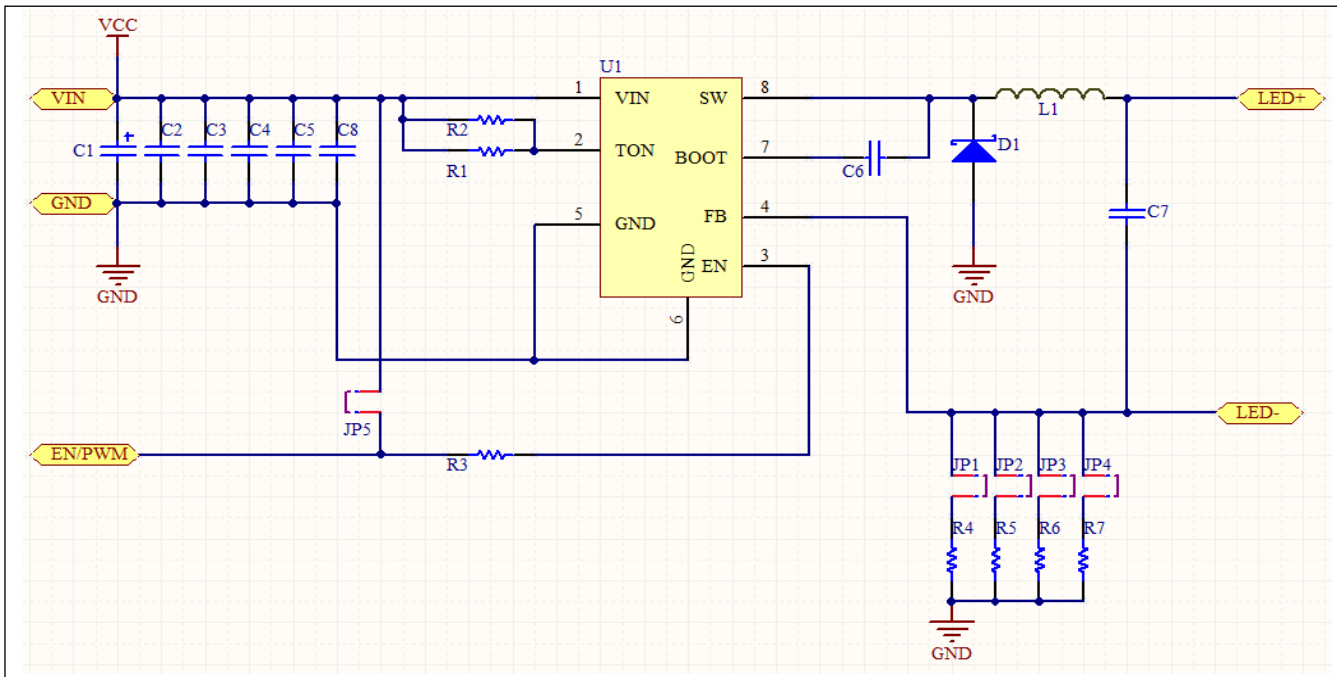 VCC
U1
VIN
1
VIN
SW
8
LED+
L1
C1
C2
C3
C4
C5
C8
R2
2
TON
BOOT
7
C6
D1
R1
GND
5
GND
FB
4
C7
GND
EN
3
GND
GND
6
JP5
LED-
EN/PWM
R3
JP1
JP2
JP3
JP4
R4
R5
R6
R7
GND